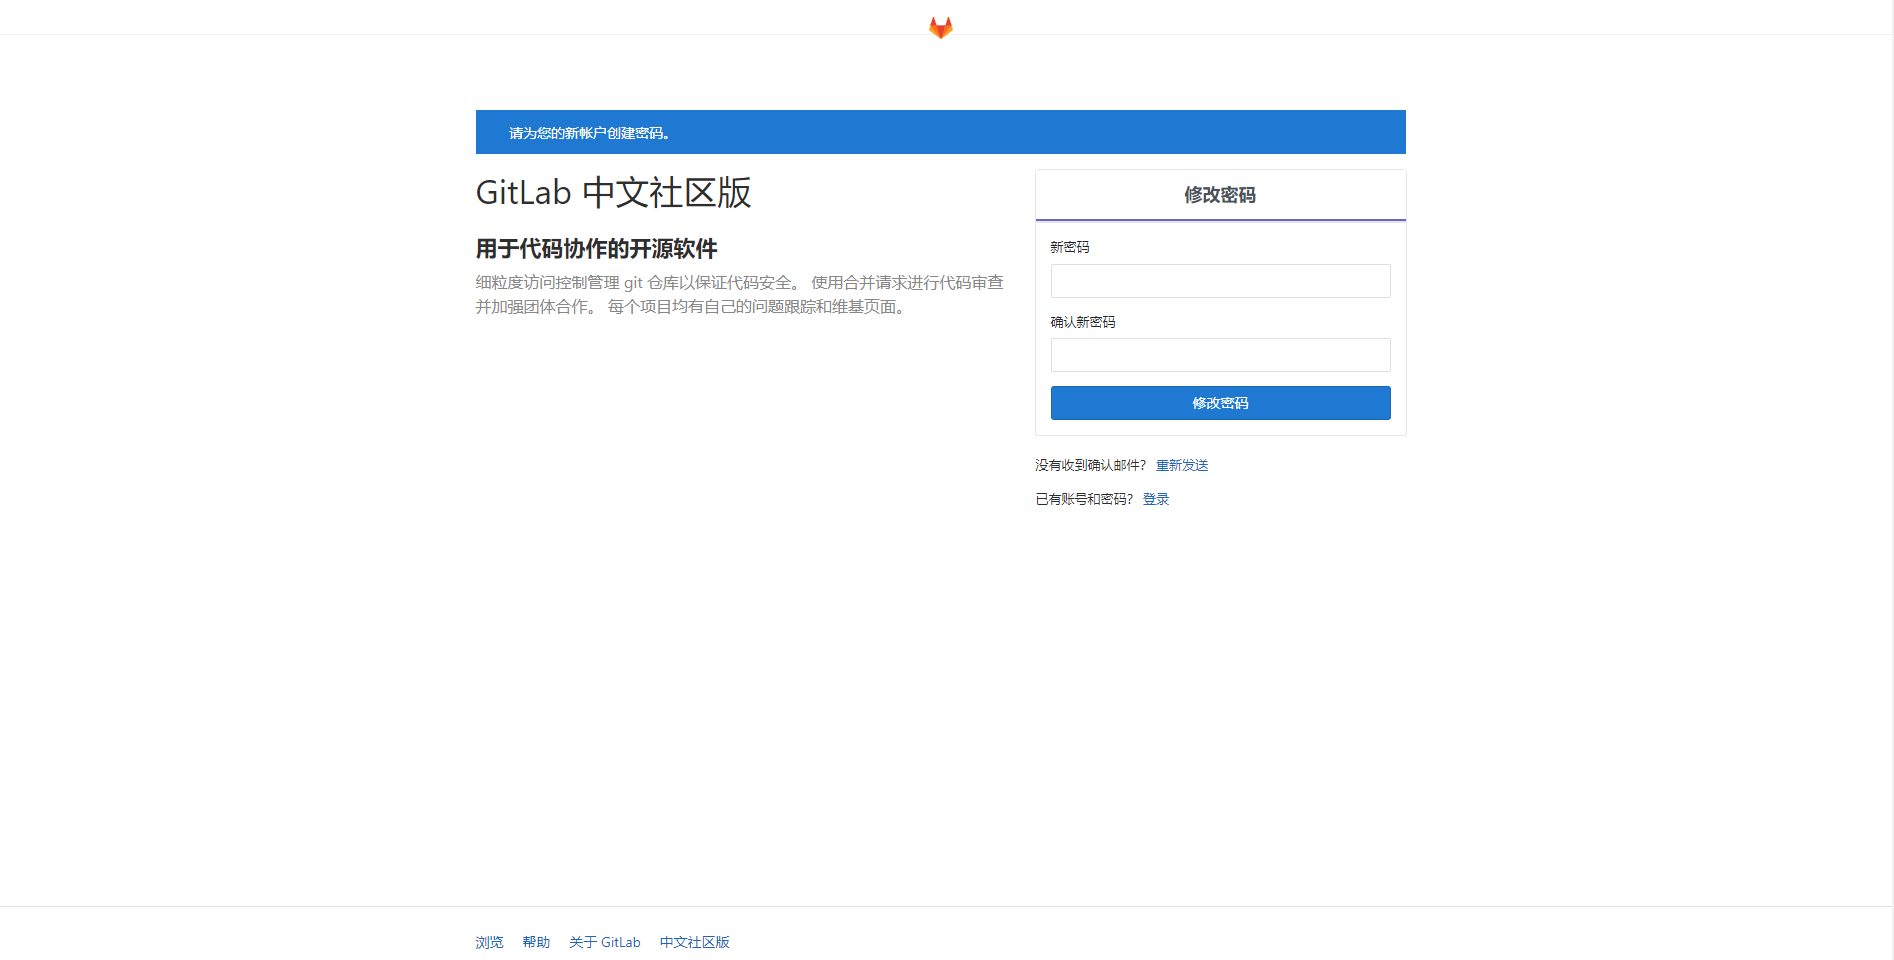 请为您的新帐户创建密码。
GitLab 中文社区版
用于代码协作的开源软件
细粒度访问控制管理 git 仓库以保证代码安全。 使用合并请求进行代码审查
并加强团体合作。 每个项目均有自己的问题跟踪和维基页面。
修改密码
新密码
确认新密码
修改密码
没有收到确认邮件? 重新发送
已有账号和密码? 登录
浏览 帮助 关于 GitLab 中文社区版